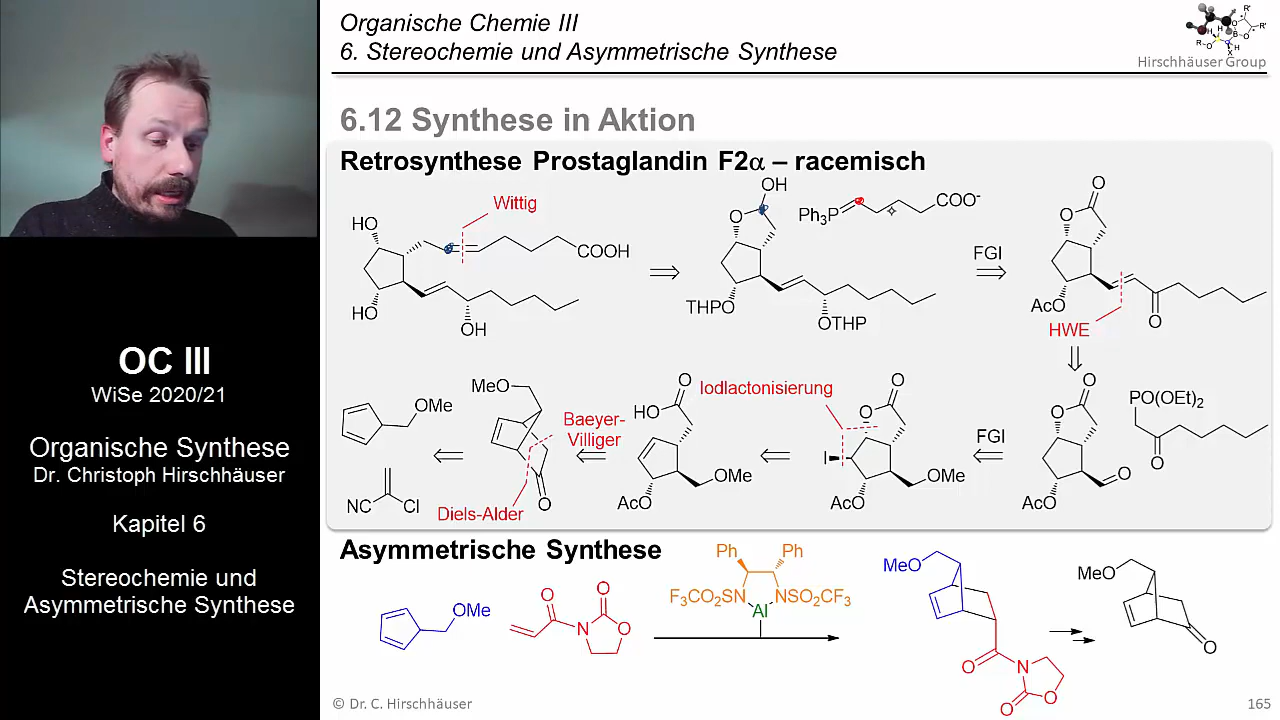 Organische Chemie III
6. Stereochemie und Asymmetrische Synthese
Hirschhäuser Group
6.12 Synthese in Aktion
Retrosynthese Prostaglandin F2α – racemisch
Wittig
HO
COOH
HO
OH
OH
O
Ph3P
COO-
THPO
OTHP
FGI
O
O
AcO
O
HWE
OMe
NC
Cl
MeO
O
Baeyer-
Villiger
Diels-Alder
O
HO
OMe
AcO
Iodlactonisierung
O
O
I
OMe
AcO
FGI
O
O
O
AcO
PO(OEt)2
O
OC III
WiSe 2020/21
Organische Synthese
Dr. Christoph Hirschhäuser
Kapitel 6
Stereochemie und
Asymmetrische Synthese
Asymmetrische Synthese
OMe
O
O
N
O
Ph
Ph
F3CO2SN
NSO2CF3
Al
MeO
O
N
O
O
MeO
O
© Dr. C. Hirschhäuser
165